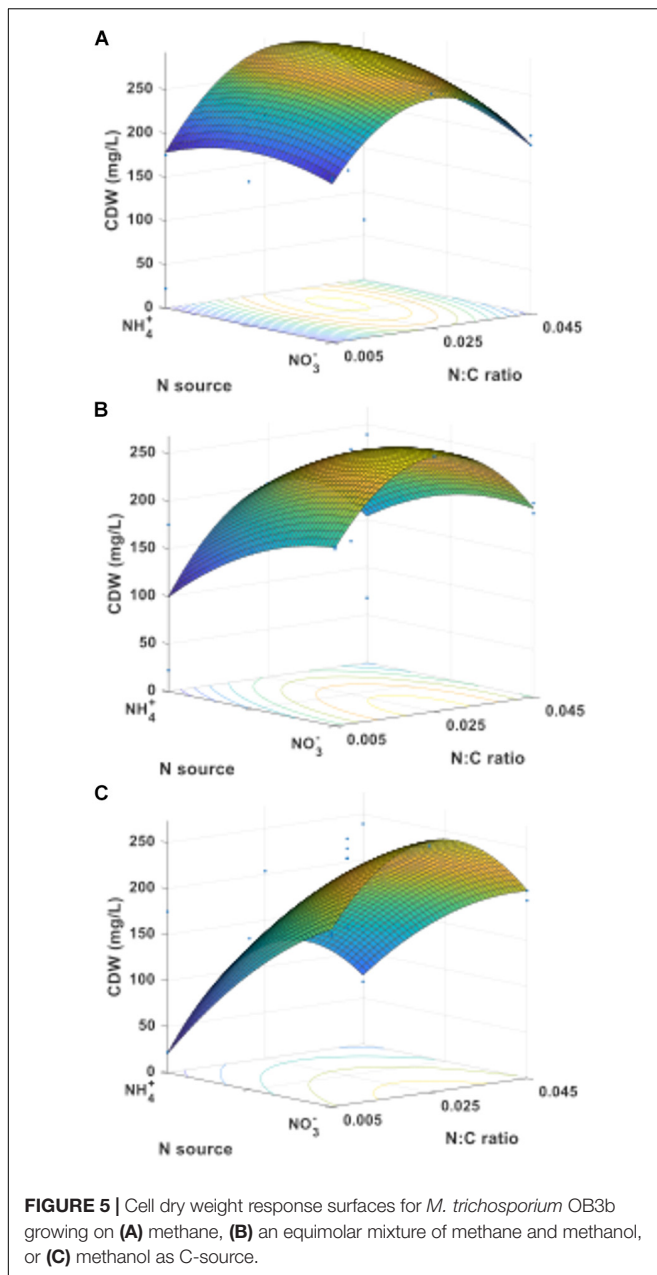 A
250
200
150
100
50
0
CDW (mg/L)
NH₄⁺
NO₃⁻
0.005
0.025
0.045
N source
N:C ratio
B
250
200
150
100
50
0
CDW (mg/L)
NH₄⁺
NO₃⁻
0.005
0.025
0.045
N source
N:C ratio
C
250
200
150
100
50
0
CDW (mg/L)
NH₄⁺
NO₃⁻
0.005
0.025
0.045
N source
N:C ratio
FIGURE 5 | Cell dry weight response surfaces for M. trichosporium OB3b
growing on (A) methane, (B) an equimolar mixture of methane and methanol,
or (C) methanol as C-source.